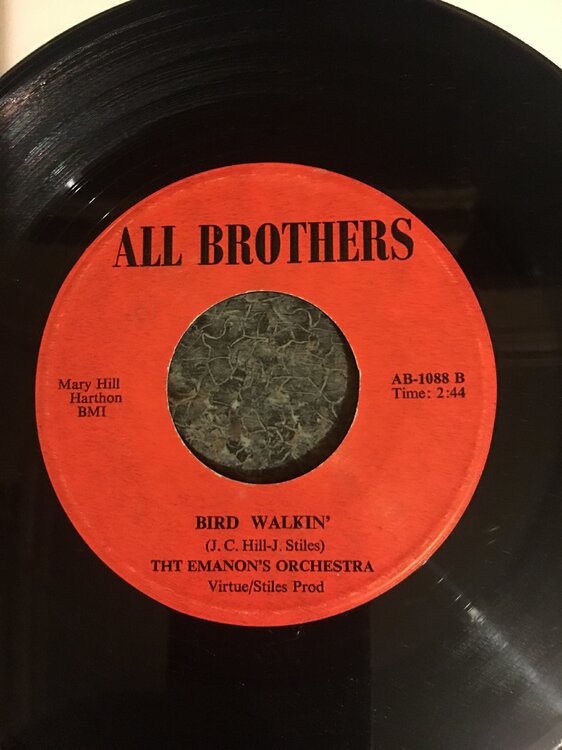 ALL BROTHERS
Mary Hill
Harthon
BMI
AB-1088 B
Time: 2:44
BIRD WALKIN'
(J. C. Hill-J. Stiles)
THT EMANON'S ORCHESTRA
Virtue/Stiles Prod